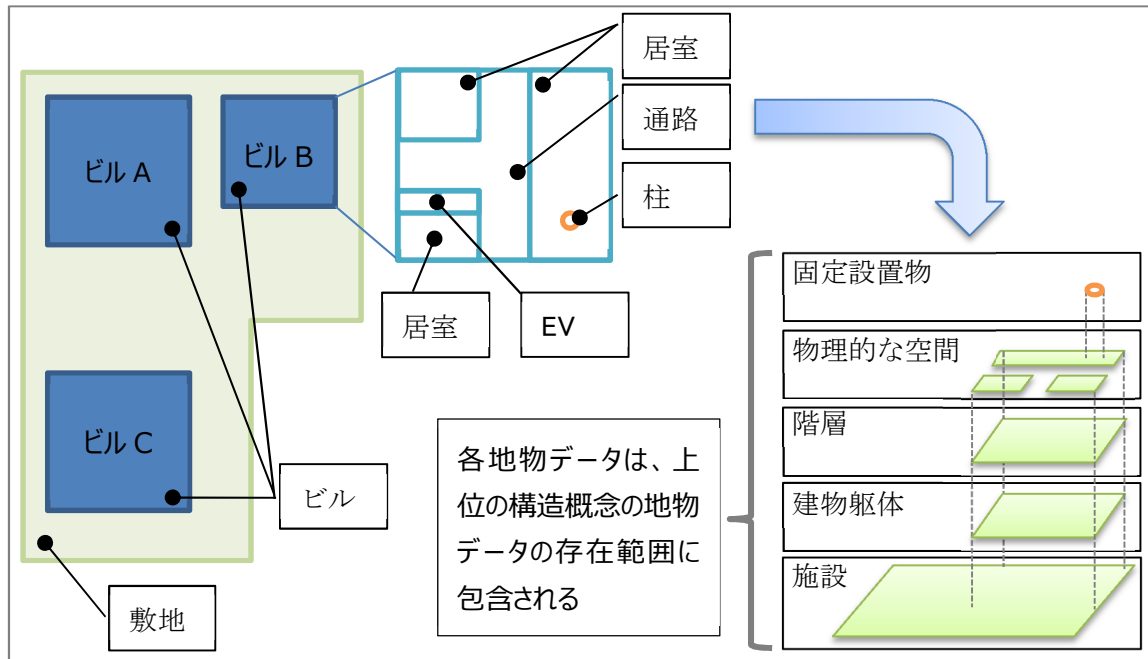 居室
通路
柱
ビル A
ビル B
居室
EV
ビル C
ビル
敷地
各地物データは、上
位の構造概念の地物
データの存在範囲に
包含される
固定設置物
物理的な空間
階層
建物躯体
施設